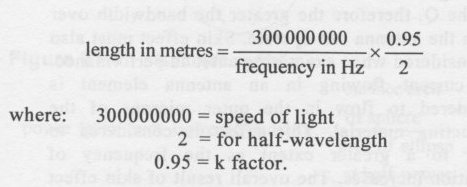 length in metres = 300 000 000 / frequency in Hz × 0.95 / 2
where: 300000000 = speed of light
2 = for half-wavelength
0.95 = k factor.